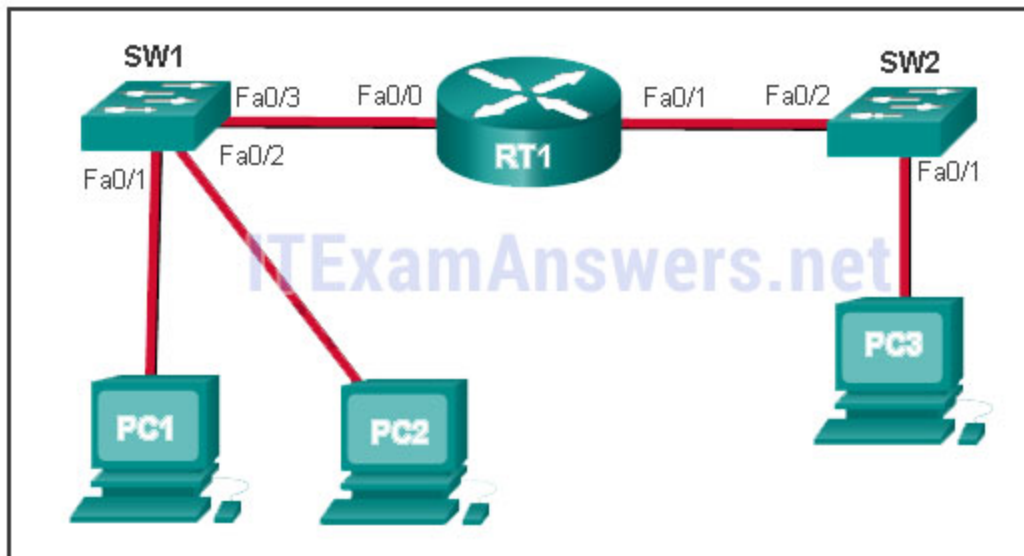 SW1
SW2
Fa0/3
Fa0/0
Fa0/1
Fa0/2
RT1
Fa0/2
Fa0/1
Fa0/1
ITExamAnswers.net
PC3
PC1
PC2